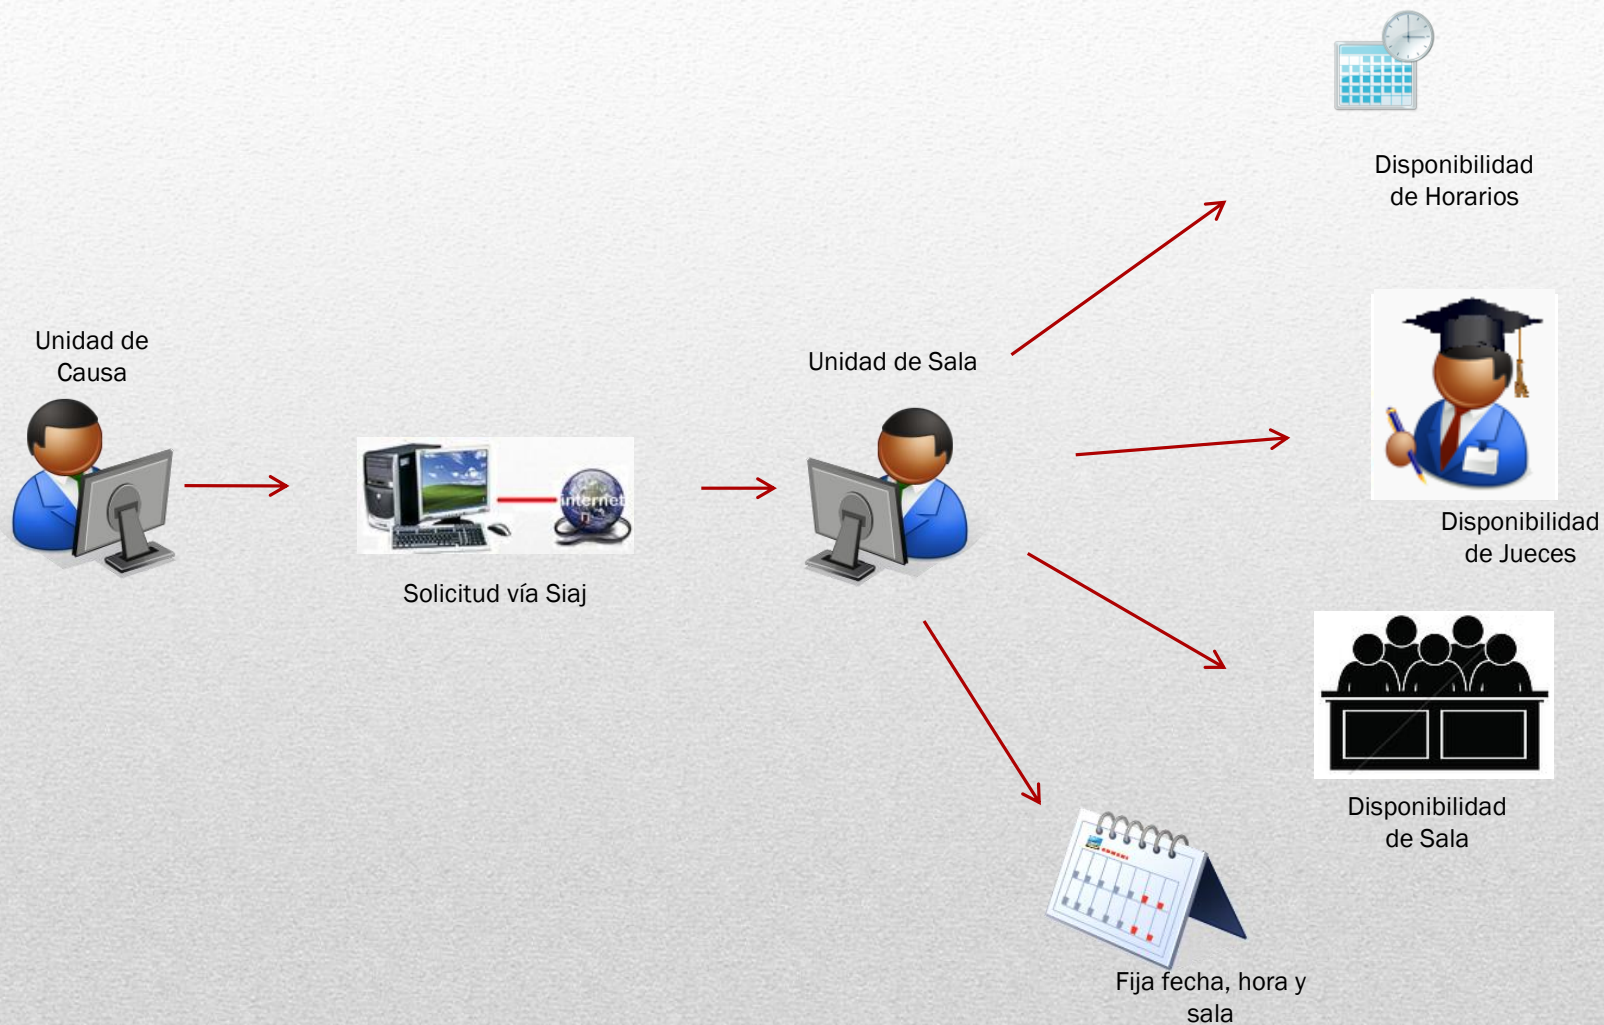 Disponibilidad
de Horarios
Unidad de
Causa
Unidad de Sala
internet
Solicitud vía Siaj
Disponibilidad
de Jueces
Disponibilidad
de Sala
Fija fecha, hora y
sala